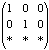 ( 1 0 0 )
( 0 1 0 )
( * * * )